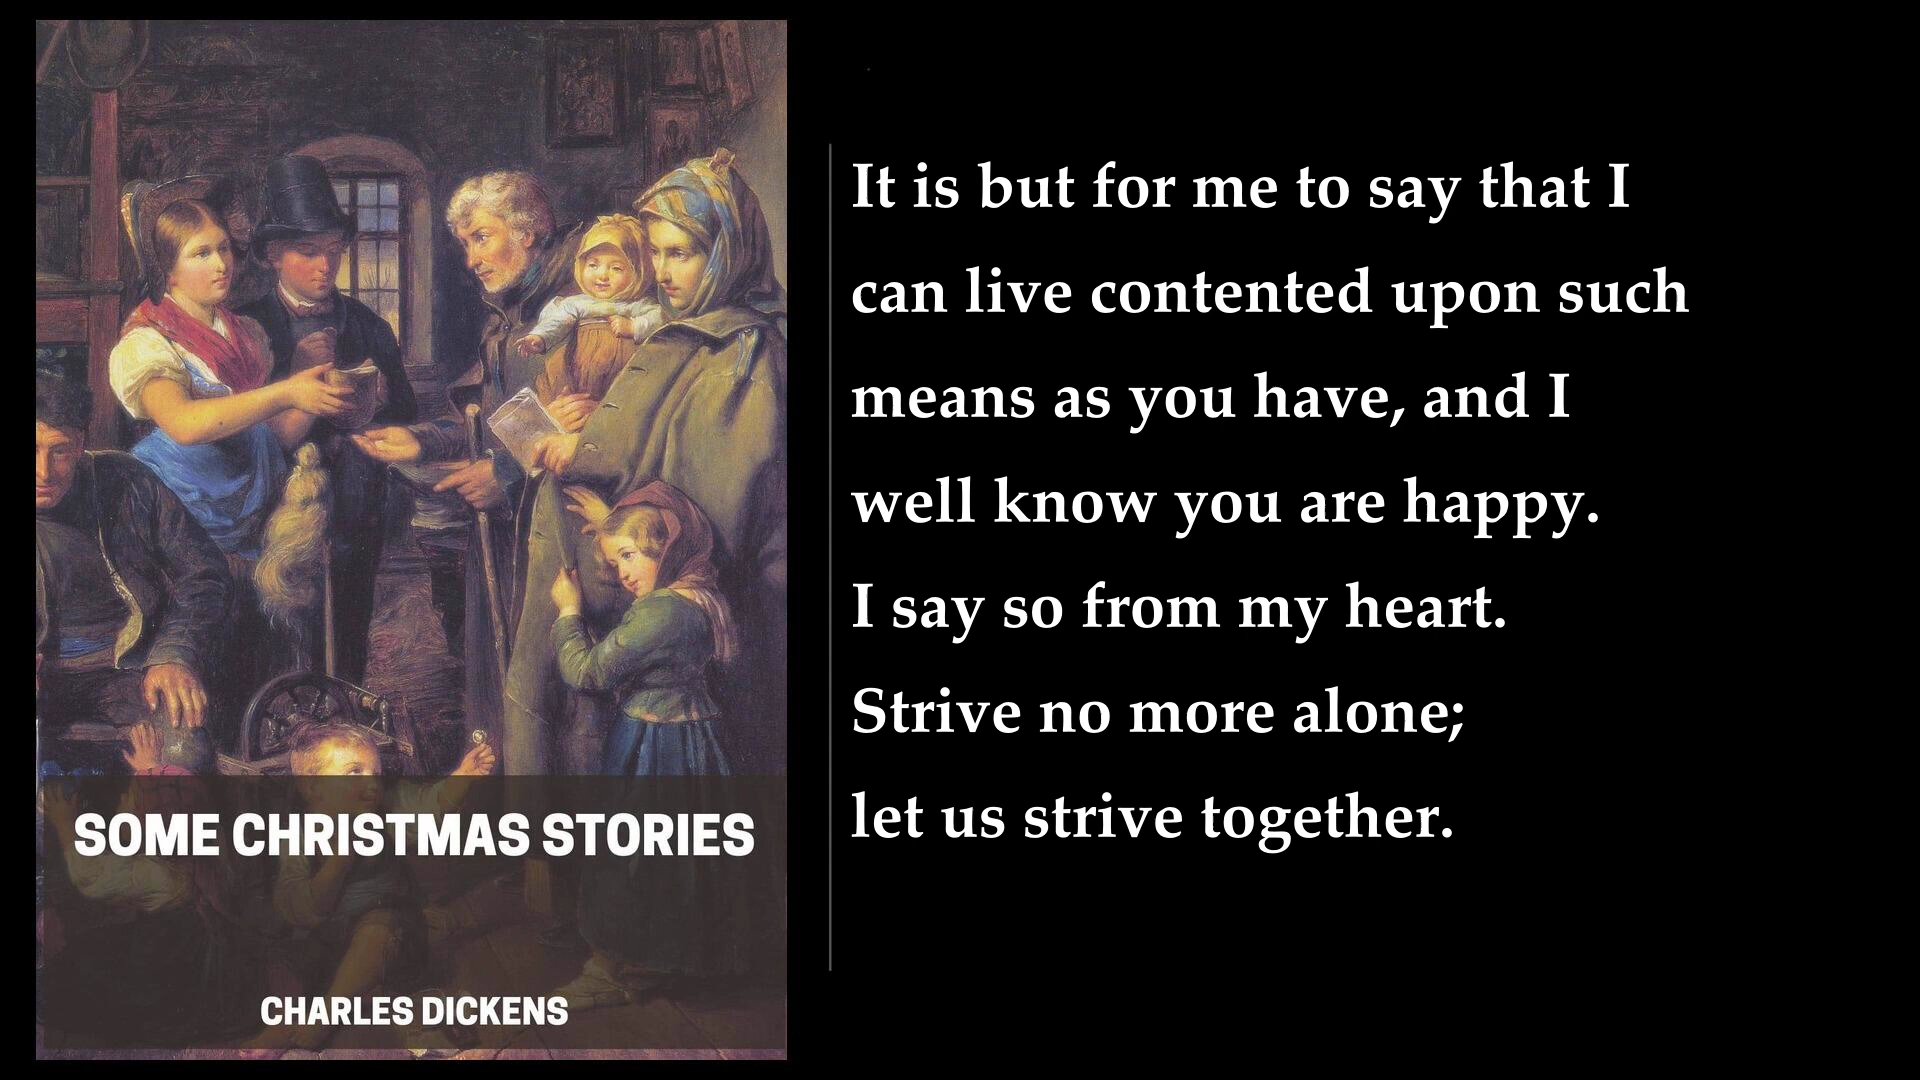 SOME CHRISTMAS STORIES
CHARLES DICKENS
It is but for me to say that I
can live contented upon such
means as you have, and I
well know you are happy.
I say so from my heart.
Strive no more alone;
let us strive together.